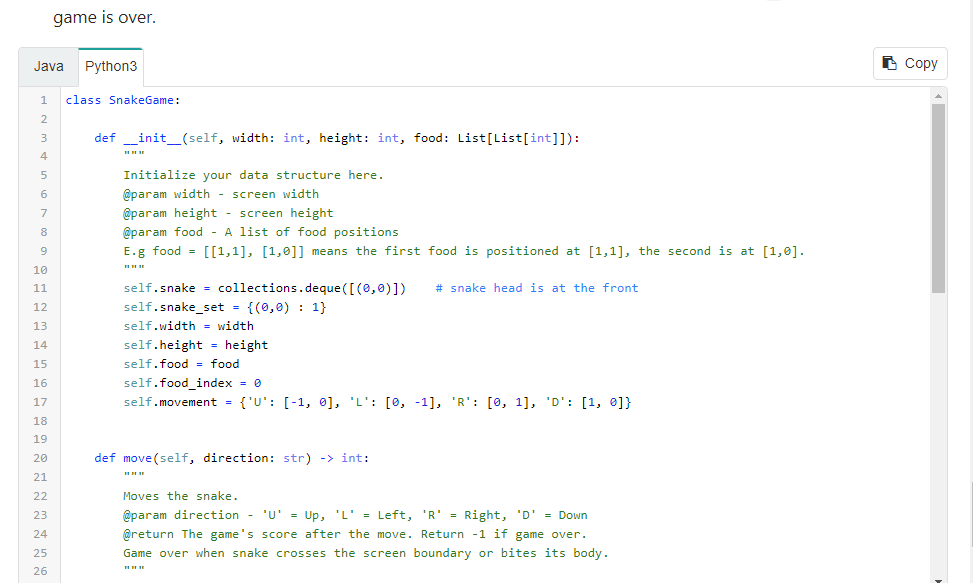 game is over.
Java
Python3
Copy
1 class SnakeGame:
2
3     def __init__(self, width: int, height: int, food: List[List[int]]):
4         """
5         Initialize your data structure here.
6         @param width - screen width
7         @param height - screen height
8         @param food - A list of food positions
9         E.g food = [[1,1], [1,0]] means the first food is positioned at [1,1], the second is at [1,0].
10         """
11         self.snake = collections.deque([(0,0)])    # snake head is at the front
12         self.snake_set = {(0,0) : 1}
13         self.width = width
14         self.height = height
15         self.food = food
16         self.food_index = 0
17         self.movement = {'U': [-1, 0], 'L': [0, -1], 'R': [0, 1], 'D': [1, 0]}
18
19
20     def move(self, direction: str) -> int:
21         """
22         Moves the snake.
23         @param direction - 'U' = Up, 'L' = Left, 'R' = Right, 'D' = Down
24         @return The game's score after the move. Return -1 if game over.
25         Game over when snake crosses the screen boundary or bites its body.
26         """